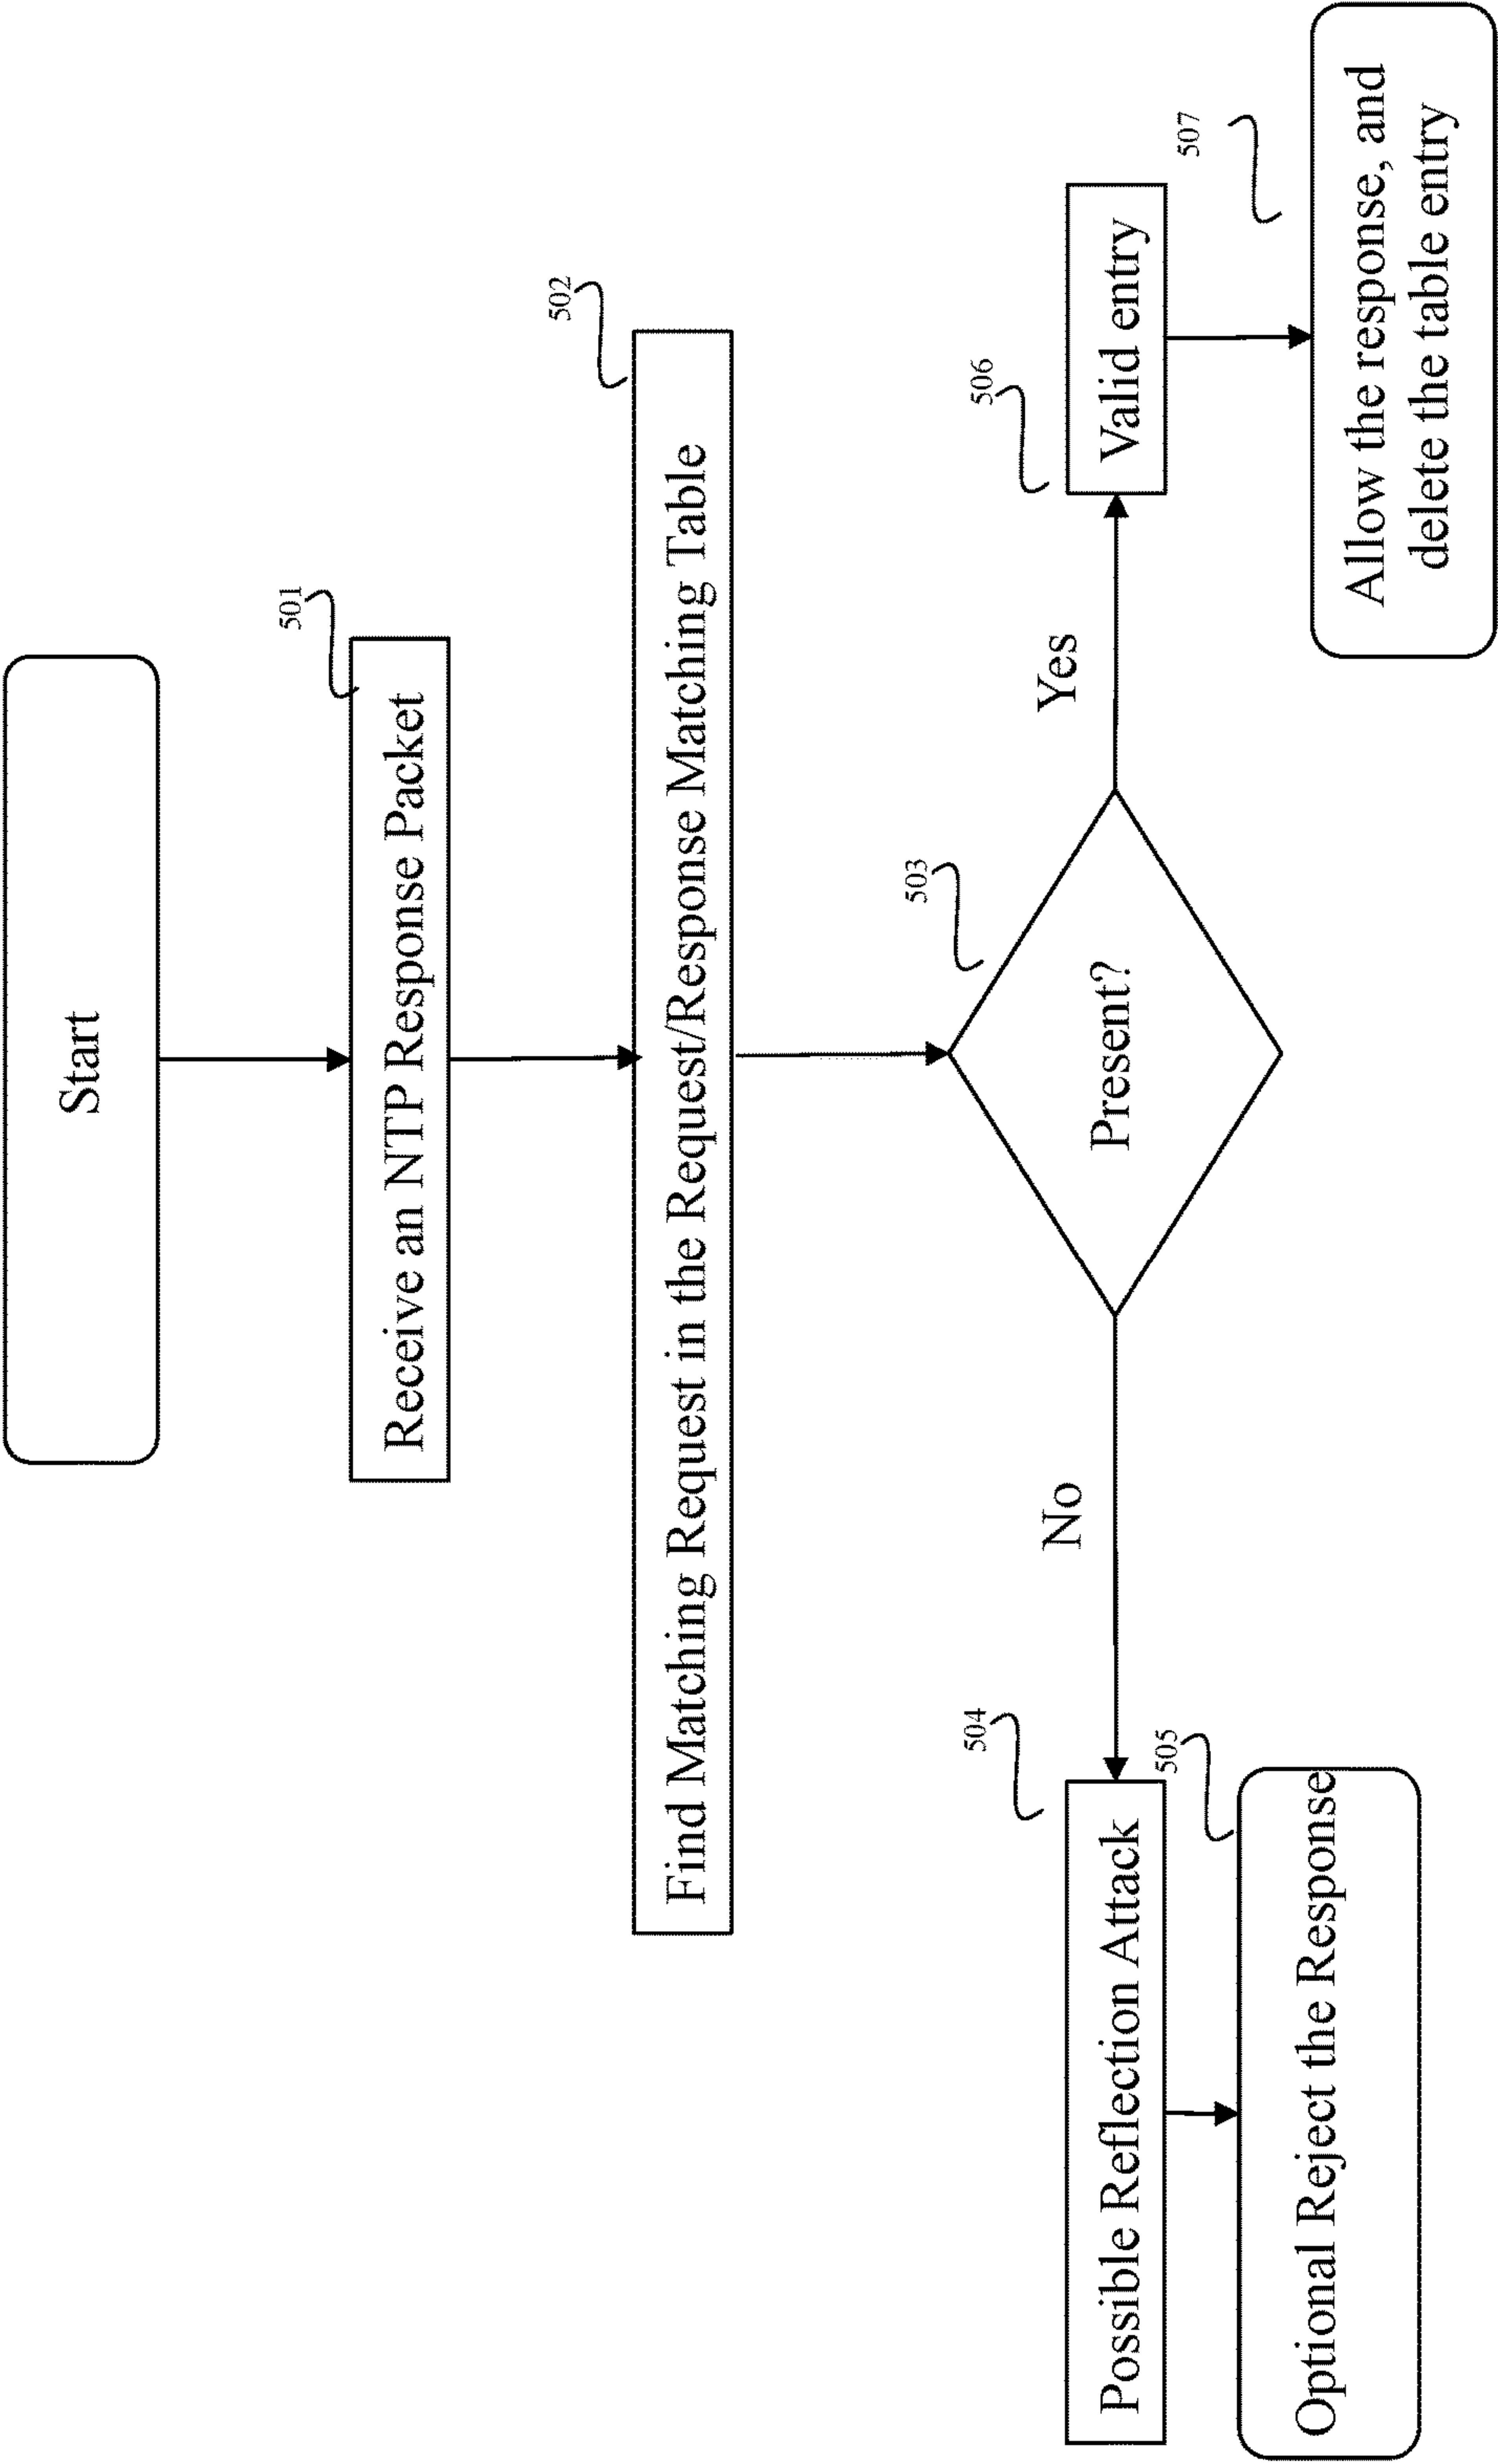 Start
501
Receive an NTP Response Packet
502
Find Matching Request in the Request/Response Matching Table
503
Present?
No
Yes
504
Possible Reflection Attack
505
Optional Reject the Response
506
Valid entry
507
Allow the response, and
delete the table entry